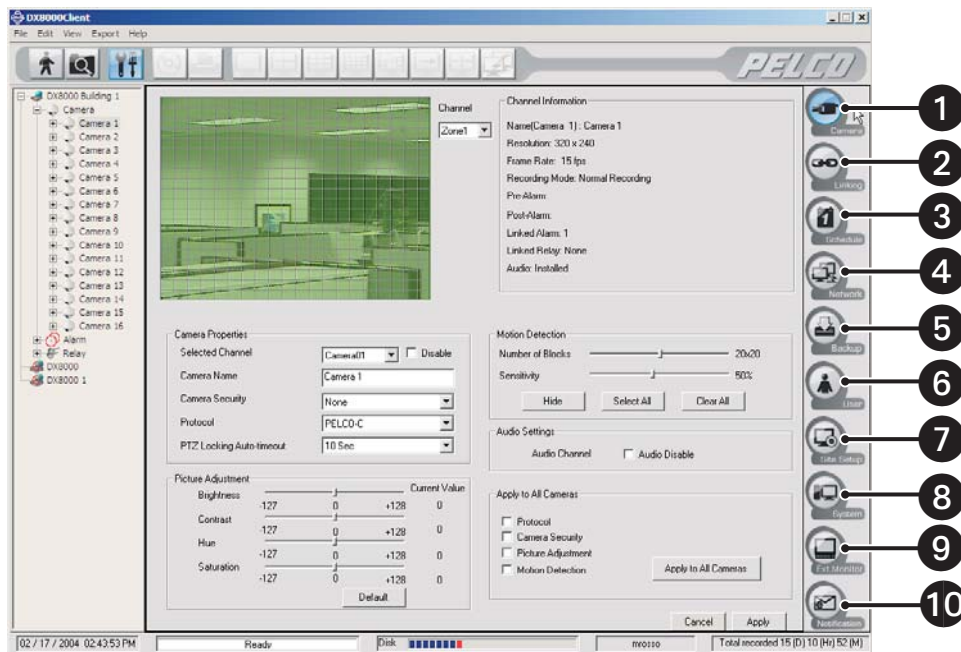 DX8000Client
File Edit View Export Help
PELCO
DX8000 Building 1
Camera
Camera 1
Camera 2
Camera 3
Camera 4
Camera 5
Camera 6
Camera 7
Camera 8
Camera 9
Camera 10
Camera 11
Camera 12
Camera 13
Camera 14
Camera 15
Camera 16
Alarm
Relay
DX8000
DX8000 1
Channel
Zone1
Channel Information
Name(Camera 1) : Camera 1
Resolution: 320 x 240
Frame Rate: 15 fps
Recording Mode: Normal Recording
Pre-Alarm:
Post-Alarm:
Linked Alarm: 1
Linked Relay: None
Audio: Installed
Camera Properties
Selected Channel Camera01 Disable
Camera Name Camera 1
Camera Security None
Protocol PELCO-C
PTZ Locking Auto-timeout 10 Sec
Motion Detection
Number of Blocks 20x20
Sensitivity 50%
Hide Select All Clear All
Audio Settings
Audio Channel Audio Disable
Picture Adjustment
Current Value
Brightness
-127 0 +128 0
Contrast
-127 0 +128 0
Hue
-127 0 +128 0
Saturation
-127 0 +128 0
Default
Apply to All Cameras
Protocol
Camera Security
Picture Adjustment
Motion Detection
Apply to All Cameras
Cancel Apply
Camera 1
Linking 2
Schedule 3
Network 4
Backup 5
User 6
Site Setup 7
System 8
Ext Monitor 9
Notification 10
02 / 17 / 2004 02:43:53 PM Ready Disk mrosso Total recorded 15 (D) 10 (Hr) 52 (M)